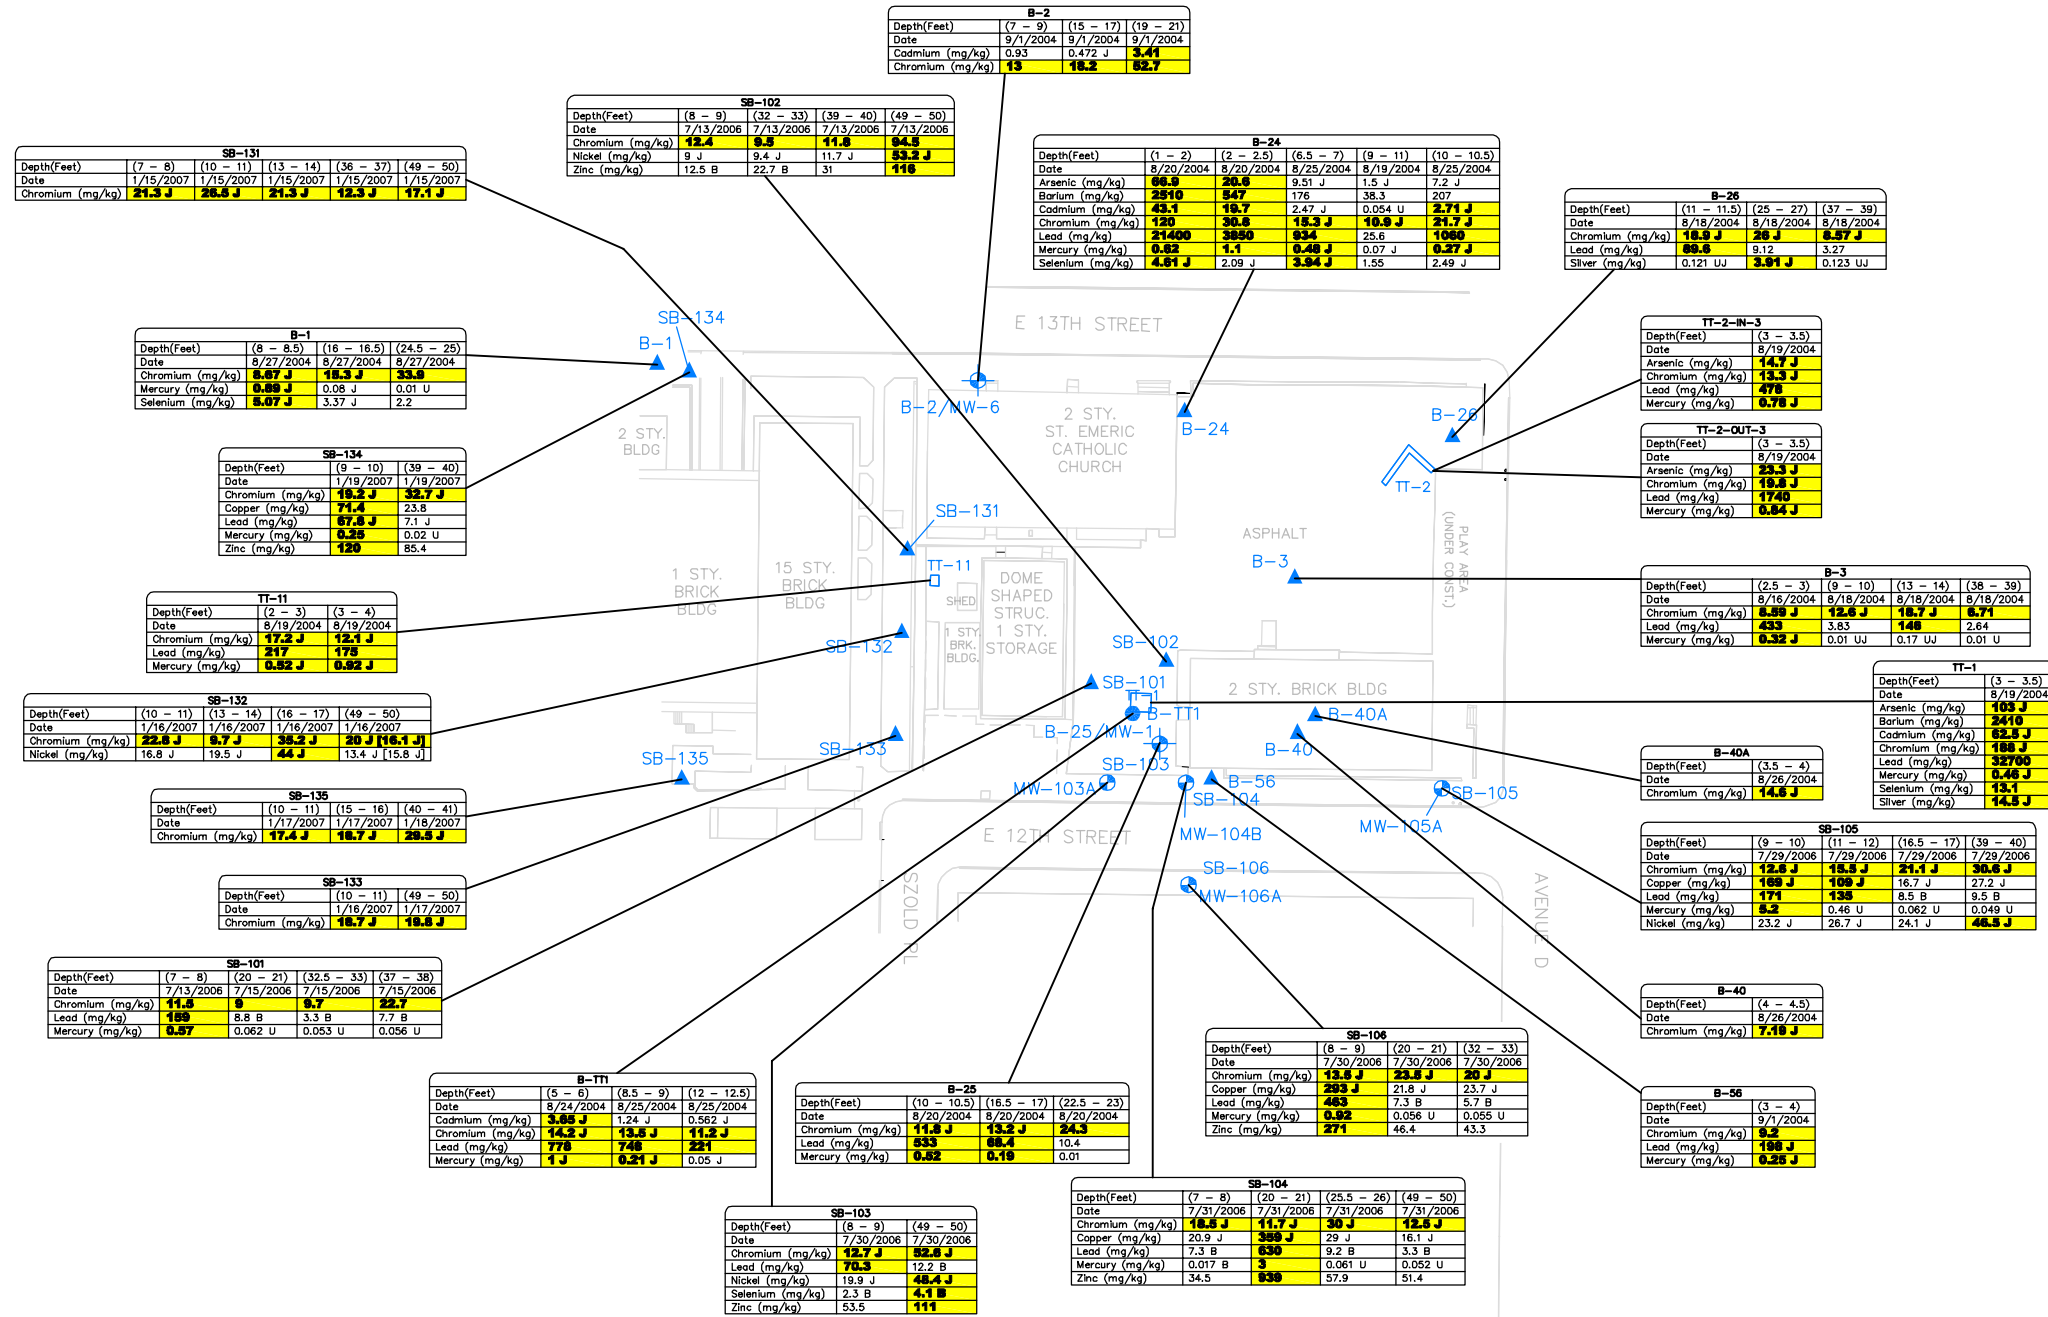 B-2
Depth(Feet) (7 - 9) (15 - 17) (19 - 21)
Date 9/1/2004 9/1/2004 9/1/2004
Cadmium (mg/kg) 0.93 0.472 J 3.41
Chromium (mg/kg) 13 18.2 52.7
SB-102
Depth(Feet) (8 - 9) (32 - 33) (39 - 40) (49 - 50)
Date 7/13/2006 7/13/2006 7/13/2006 7/13/2006
Chromium (mg/kg) 12.4 9.5 11.8 94.5
Nickel (mg/kg) 9 J 9.4 J 11.7 J 53.2 J
Zinc (mg/kg) 12.5 B 22.7 B 31 116
SB-131
Depth(Feet) (7 - 8) (10 - 11) (13 - 14) (36 - 37) (49 - 50)
Date 1/15/2007 1/15/2007 1/15/2007 1/15/2007 1/15/2007
Chromium (mg/kg) 21.3 J 26.5 J 21.3 J 12.3 J 17.1 J
B-24
Depth(Feet) (1 - 2) (2 - 2.5) (6.5 - 7) (9 - 11) (10 - 10.5)
Date 8/20/2004 8/20/2004 8/25/2004 8/19/2004 8/25/2004
Arsenic (mg/kg) 66.9 20.6 9.51 J 1.5 J 7.2 J
Barium (mg/kg) 2510 547 176 38.3 207
Cadmium (mg/kg) 43.1 19.7 2.47 J 0.054 U 2.71 J
Chromium (mg/kg) 120 30.6 15.3 J 10.9 J 21.7 J
Lead (mg/kg) 21400 3850 934 25.6 1060
Mercury (mg/kg) 0.62 1.1 0.48 J 0.07 J 0.27 J
Selenium (mg/kg) 4.61 J 2.09 J 3.94 J 1.55 2.49 J
B-26
Depth(Feet) (11 - 11.5) (25 - 27) (37 - 39)
Date 8/18/2004 8/18/2004 8/18/2004
Chromium (mg/kg) 18.9 J 26 J 8.57 J
Lead (mg/kg) 89.6 9.12 3.27
Silver (mg/kg) 0.121 UJ 3.91 J 0.123 UJ
B-1
Depth(Feet) (8 - 8.5) (16 - 16.5) (24.5 - 25)
Date 8/27/2004 8/27/2004 8/27/2004
Chromium (mg/kg) 8.67 J 15.3 J 33.9
Mercury (mg/kg) 0.89 J 0.08 J 0.01 U
Selenium (mg/kg) 5.07 J 3.37 J 2.2
TT-2-IN-3
Depth(Feet) (3 - 3.5)
Date 8/19/2004
Arsenic (mg/kg) 14.7 J
Chromium (mg/kg) 13.3 J
Lead (mg/kg) 478
Mercury (mg/kg) 0.78 J
TT-2-OUT-3
Depth(Feet) (3 - 3.5)
Date 8/19/2004
Arsenic (mg/kg) 23.3 J
Chromium (mg/kg) 19.8 J
Lead (mg/kg) 1740
Mercury (mg/kg) 0.84 J
SB-134
Depth(Feet) (9 - 10) (39 - 40)
Date 1/19/2007 1/19/2007
Chromium (mg/kg) 19.2 J 32.7 J
Copper (mg/kg) 71.4 23.8
Lead (mg/kg) 67.8 J 7.1 J
Mercury (mg/kg) 0.25 0.02 U
Zinc (mg/kg) 120 85.4
TT-11
Depth(Feet) (2 - 3) (3 - 4)
Date 8/19/2004 8/19/2004
Chromium (mg/kg) 17.2 J 12.1 J
Lead (mg/kg) 217 175
Mercury (mg/kg) 0.52 J 0.92 J
B-3
Depth(Feet) (2.5 - 3) (9 - 10) (13 - 14) (38 - 39)
Date 8/16/2004 8/18/2004 8/18/2004 8/18/2004
Chromium (mg/kg) 8.59 J 12.6 J 18.7 J 6.71
Lead (mg/kg) 433 3.83 146 2.64
Mercury (mg/kg) 0.32 J 0.01 UJ 0.17 UJ 0.01 U
SB-132
Depth(Feet) (10 - 11) (13 - 14) (16 - 17) (49 - 50)
Date 1/16/2007 1/16/2007 1/16/2007 1/16/2007
Chromium (mg/kg) 22.8 J 9.7 J 35.2 J 20 J [16.1 J]
Nickel (mg/kg) 16.8 J 19.5 J 44 J 13.4 J [15.8 J]
TT-1
Depth(Feet) (3 - 3.5)
Date 8/19/2004
Arsenic (mg/kg) 103 J
Barium (mg/kg) 2410
Cadmium (mg/kg) 62.5 J
Chromium (mg/kg) 188 J
Lead (mg/kg) 32700
Mercury (mg/kg) 0.46 J
Selenium (mg/kg) 13.1
Silver (mg/kg) 14.5 J
B-40A
Depth(Feet) (3.5 - 4)
Date 8/26/2004
Chromium (mg/kg) 14.6 J
SB-135
Depth(Feet) (10 - 11) (15 - 16) (40 - 41)
Date 1/17/2007 1/17/2007 1/18/2007
Chromium (mg/kg) 17.4 J 18.7 J 29.5 J
SB-105
Depth(Feet) (9 - 10) (11 - 12) (16.5 - 17) (39 - 40)
Date 7/29/2006 7/29/2006 7/29/2006 7/29/2006
Chromium (mg/kg) 12.8 J 15.5 J 21.1 J 30.6 J
Copper (mg/kg) 169 J 109 J 16.7 J 27.2 J
Lead (mg/kg) 171 135 8.5 B 9.5 B
Mercury (mg/kg) 5.2 0.46 U 0.062 U 0.049 U
Nickel (mg/kg) 23.2 J 26.7 J 24.1 J 46.5 J
SB-133
Depth(Feet) (10 - 11) (49 - 50)
Date 1/16/2007 1/17/2007
Chromium (mg/kg) 18.7 J 19.8 J
SB-101
Depth(Feet) (7 - 8) (20 - 21) (32.5 - 33) (37 - 38)
Date 7/13/2006 7/15/2006 7/15/2006 7/15/2006
Chromium (mg/kg) 11.5 9 9.7 22.7
Lead (mg/kg) 159 8.8 B 3.3 B 7.7 B
Mercury (mg/kg) 0.57 0.062 U 0.053 U 0.056 U
B-40
Depth(Feet) (4 - 4.5)
Date 8/26/2004
Chromium (mg/kg) 7.19 J
SB-106
Depth(Feet) (8 - 9) (20 - 21) (32 - 33)
Date 7/30/2006 7/30/2006 7/30/2006
Chromium (mg/kg) 13.5 J 23.5 J 20 J
Copper (mg/kg) 293 J 21.8 J 23.7 J
Lead (mg/kg) 463 7.3 B 5.7 B
Mercury (mg/kg) 0.92 0.056 U 0.055 U
Zinc (mg/kg) 271 46.4 43.3
B-TT1
Depth(Feet) (5 - 6) (8.5 - 9) (12 - 12.5)
Date 8/24/2004 8/25/2004 8/25/2004
Cadmium (mg/kg) 3.65 J 1.24 J 0.562 J
Chromium (mg/kg) 14.2 J 13.5 J 11.2 J
Lead (mg/kg) 778 746 221
Mercury (mg/kg) 1 J 0.21 J 0.05 J
B-25
Depth(Feet) (10 - 10.5) (16.5 - 17) (22.5 - 23)
Date 8/20/2004 8/20/2004 8/20/2004
Chromium (mg/kg) 11.8 J 13.2 J 24.3
Lead (mg/kg) 533 68.4 10.4
Mercury (mg/kg) 0.52 0.19 0.01
B-56
Depth(Feet) (3 - 4)
Date 9/1/2004
Chromium (mg/kg) 9.2
Lead (mg/kg) 198 J
Mercury (mg/kg) 0.25 J
SB-104
Depth(Feet) (7 - 8) (20 - 21) (25.5 - 26) (49 - 50)
Date 7/31/2006 7/31/2006 7/31/2006 7/31/2006
Chromium (mg/kg) 18.5 J 11.7 J 30 J 12.5 J
Copper (mg/kg) 20.9 J 359 J 29 J 16.1 J
Lead (mg/kg) 7.3 B 630 9.2 B 3.3 B
Mercury (mg/kg) 0.017 B 3 0.061 U 0.052 U
Zinc (mg/kg) 34.5 939 57.9 51.4
SB-103
Depth(Feet) (8 - 9) (49 - 50)
Date 7/30/2006 7/30/2006
Chromium (mg/kg) 12.7 J 52.6 J
Lead (mg/kg) 70.3 12.2 B
Nickel (mg/kg) 19.9 J 48.4 J
Selenium (mg/kg) 2.3 B 4.1 B
Zinc (mg/kg) 53.5 111
E 13TH STREET
SB-134
B-1
B-2/MW-6
B-24
B-26
2 STY.
ST. EMERIC
CATHOLIC
CHURCH
2 STY.
BLDG
TT-2
SB-131
ASPHALT
PLAY AREA
(UNDER CONST.)
B-3
TT-11
1 STY.
BRICK
BLDG
15 STY.
BRICK
BLDG
DOME
SHAPED
STRUC.
1 STY.
STORAGE
SHED
1 STY.
BRK.
BLDG.
SB-132
SB-102
SB-101
TT-1
B-TT1
2 STY. BRICK BLDG
B-40A
B-25/MW-1
B-40
SB-133
SB-135
SB-103
MW-103A
B-56
SB-104
SB-105
MW-104B
MW-105A
E 12TH STREET
SB-106
MW-106A
SZOLD PL
AVENUE D